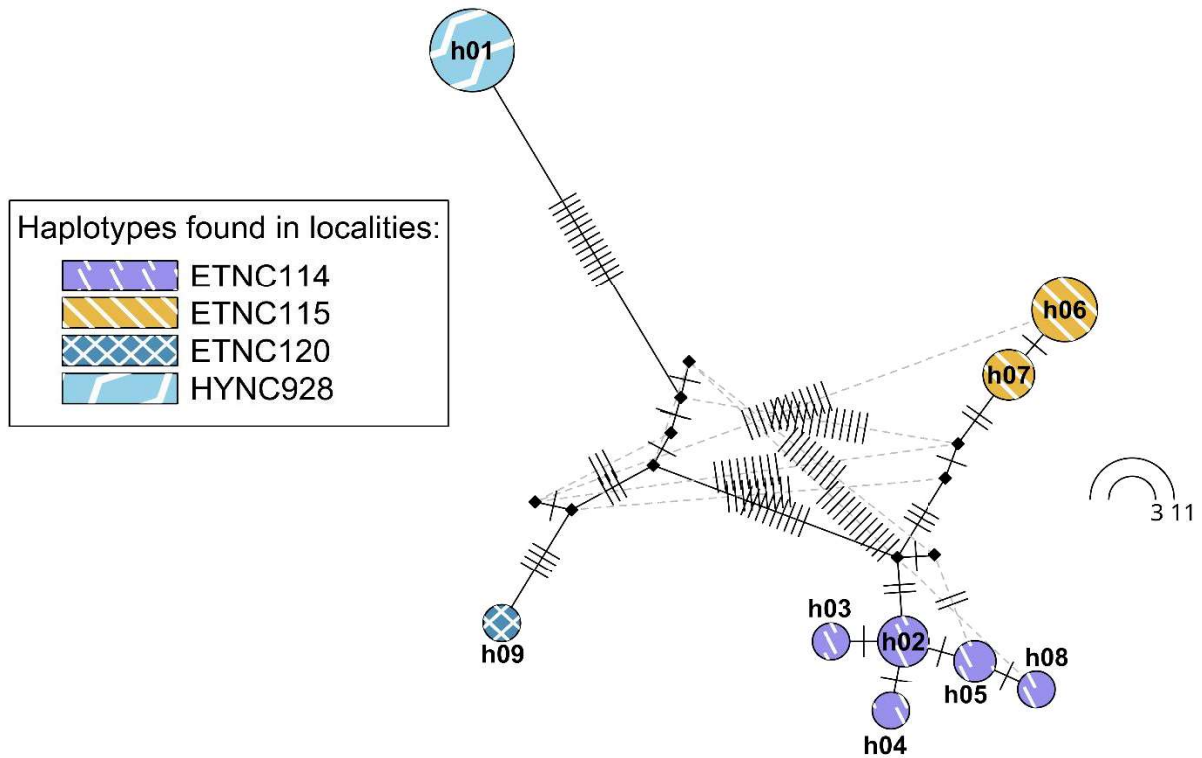 h01
Haplotypes found in localities:
ETNC114
ETNC115
ETNC120
HYNC928
h06
h07
3 11
h03
h02
h09
h08
h05
h04